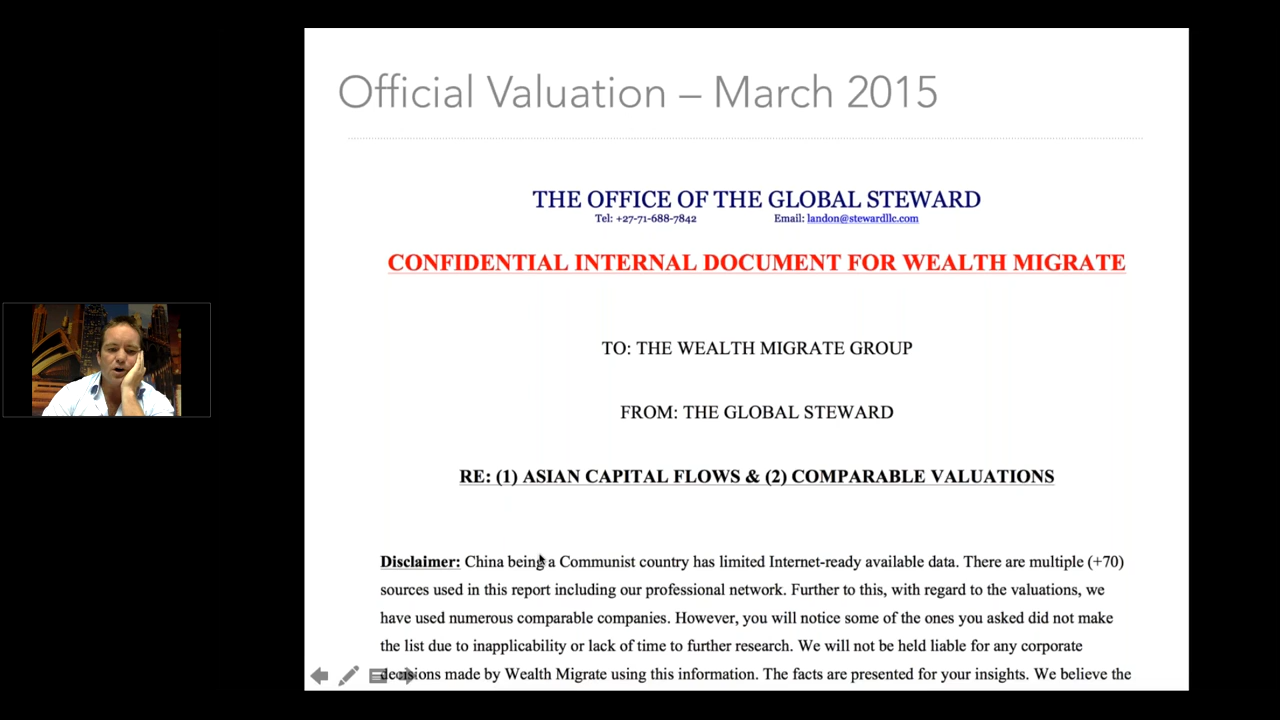 Official Valuation – March 2015
THE OFFICE OF THE GLOBAL STEWARD
Tel: +27-71-688-7842 Email: landon@stewardllc.com
CONFIDENTIAL INTERNAL DOCUMENT FOR WEALTH MIGRATE
TO: THE WEALTH MIGRATE GROUP
FROM: THE GLOBAL STEWARD
RE: (1) ASIAN CAPITAL FLOWS & (2) COMPARABLE VALUATIONS
Disclaimer: China being a Communist country has limited Internet-ready available data. There are multiple (+70)
sources used in this report including our professional network. Further to this, with regard to the valuations, we
have used numerous comparable companies. However, you will notice some of the ones you asked did not make
the list due to inapplicability or lack of time to further research. We will not be held liable for any corporate
decisions made by Wealth Migrate using this information. The facts are presented for your insights. We believe the